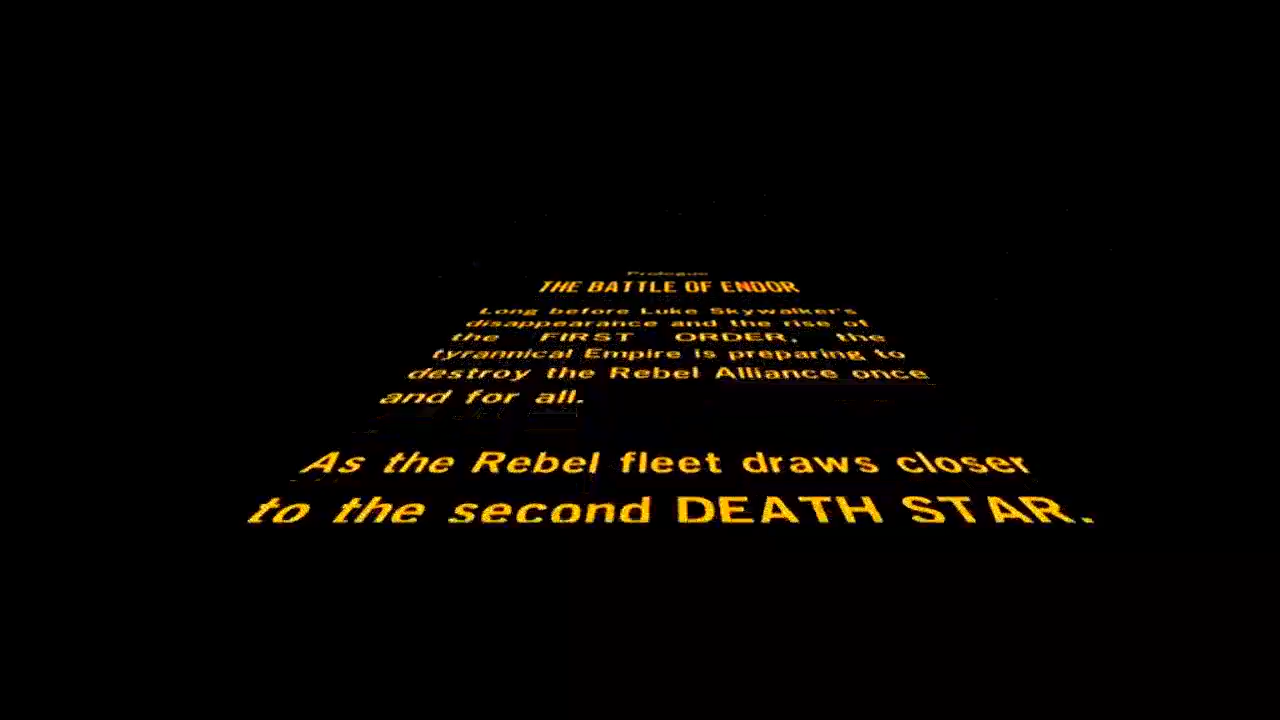 Prologue
THE BATTLE OF ENDOR
Long before Luke Skywalker's
disappearance and the rise of
the FIRST ORDER, the
tyrannical Empire is preparing to
destroy the Rebel Alliance once
and for all.
As the Rebel fleet draws closer
to the second DEATH STAR.